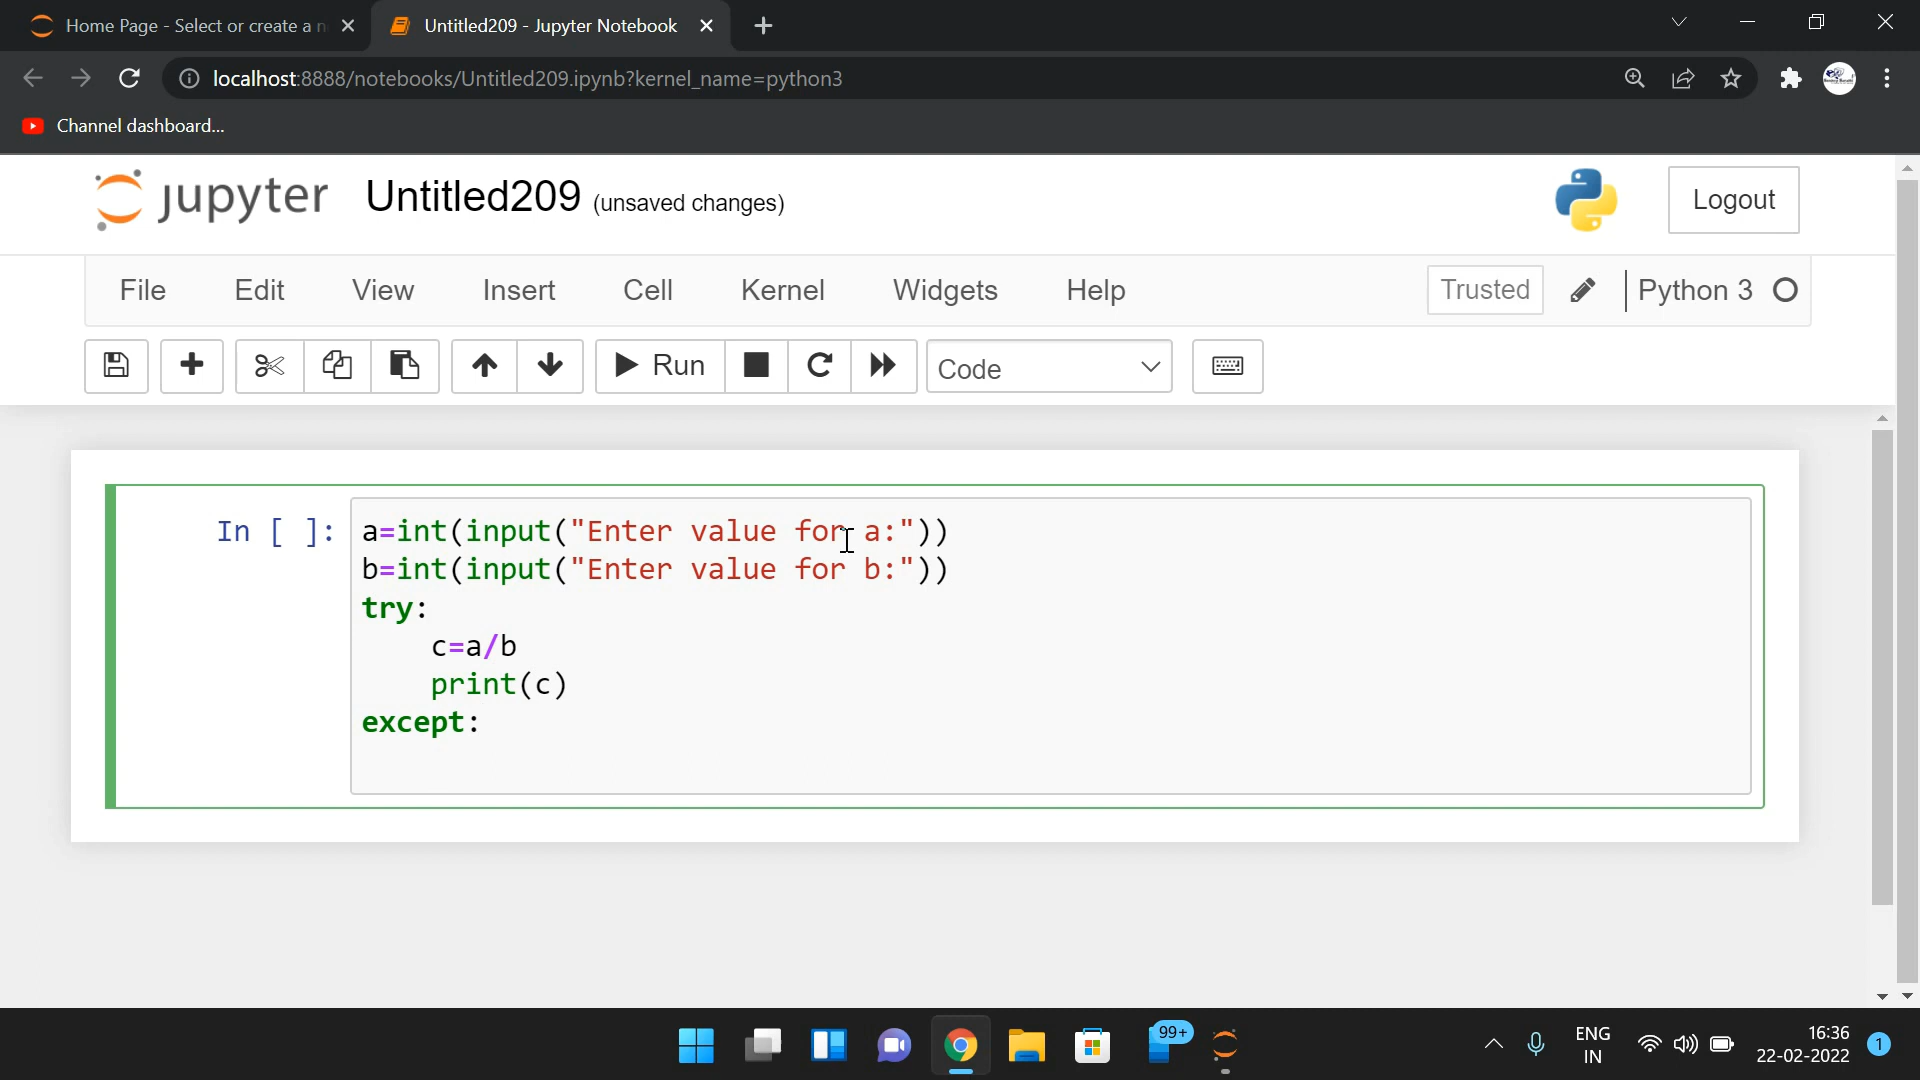 Home Page - Select or create a n
Untitled209 - Jupyter Notebook
localhost:8888/notebooks/Untitled209.ipynb?kernel_name=python3
Channel dashboard...
jupyter Untitled209 (unsaved changes)
Logout
File Edit View Insert Cell Kernel Widgets Help Trusted Python 3
Run Code
In [ ]: a=int(input("Enter value for a:"))
b=int(input("Enter value for b:"))
try:
    c=a/b
    print(c)
except:
99+
ENG
IN
16:36
22-02-2022
1